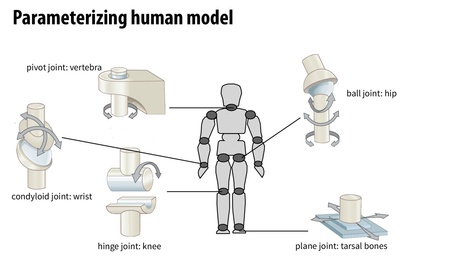 Parameterizing human model
pivot joint: vertebra
ball joint: hip
condyloid joint: wrist
hinge joint: knee
plane joint: tarsal bones